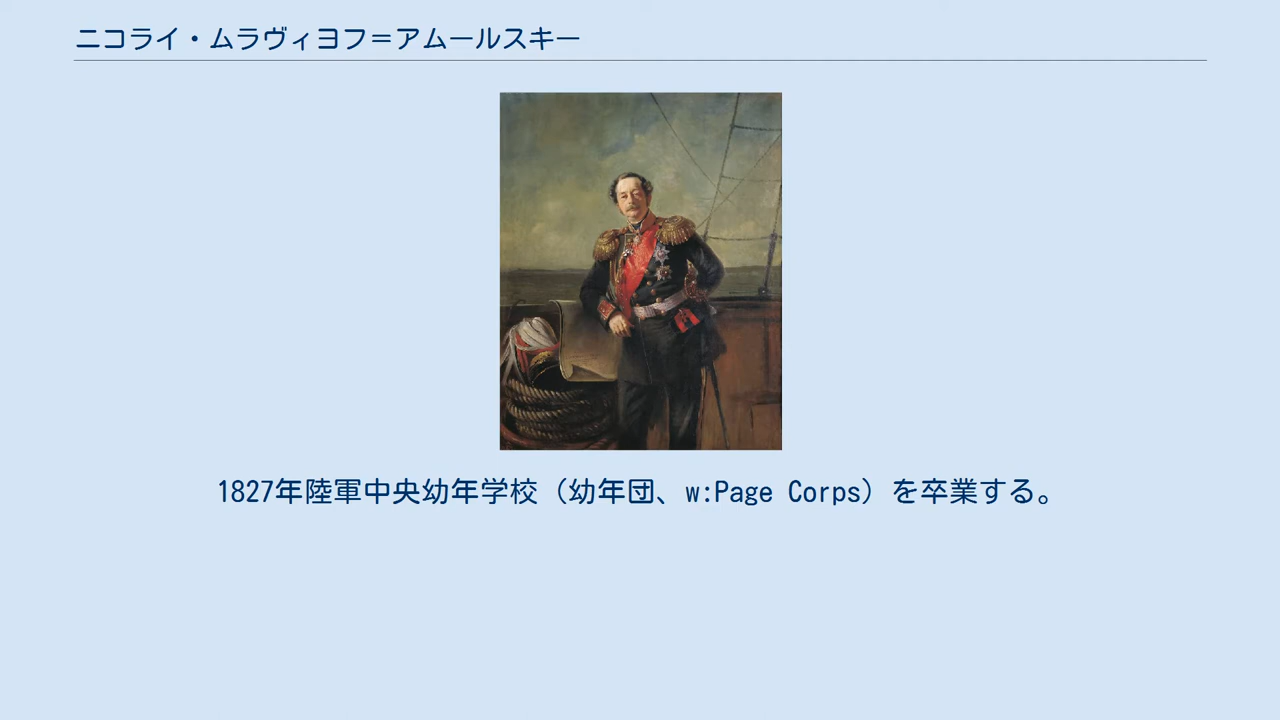 ニコライ・ムラヴィヨフ＝アムールスキー
1827年陸軍中央幼年学校（幼年団、w:Page Corps）を卒業する。